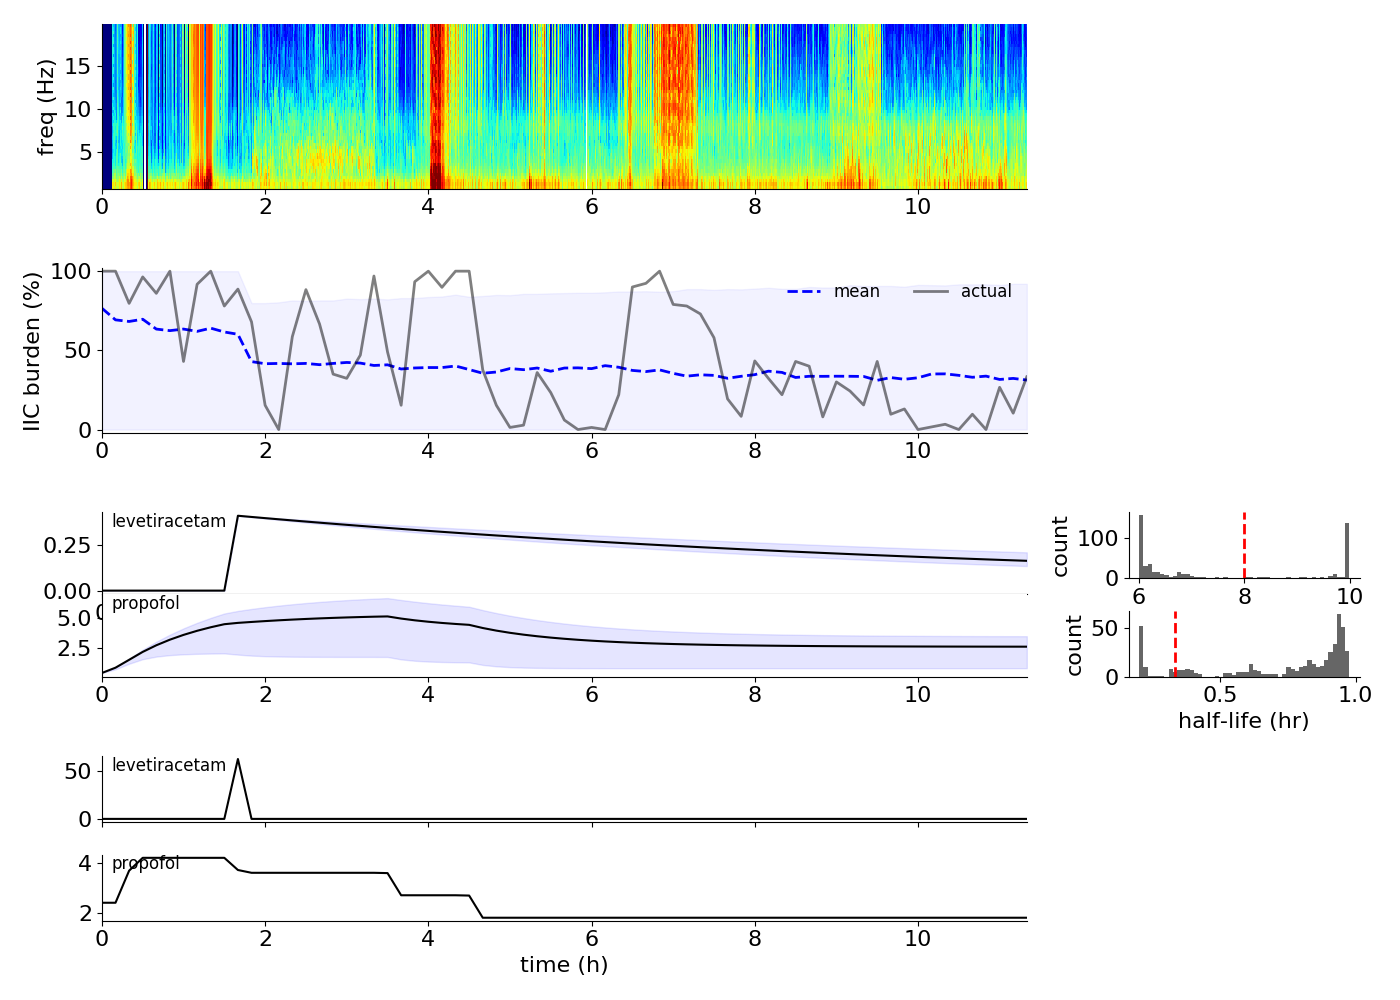 freq (Hz)
15
10
5
0 2 4 6 8 10
IIC burden (%)
100
50
0
mean actual
0 2 4 6 8 10
levetiracetam
0.25
0.00
0
propofol
5.0
2.5
0 2 4 6 8 10
count
100
0
6 8 10
count
50
0
0.5 1.0
half-life (hr)
levetiracetam
50
0
propofol
4
2
0 2 4 6 8 10
time (h)